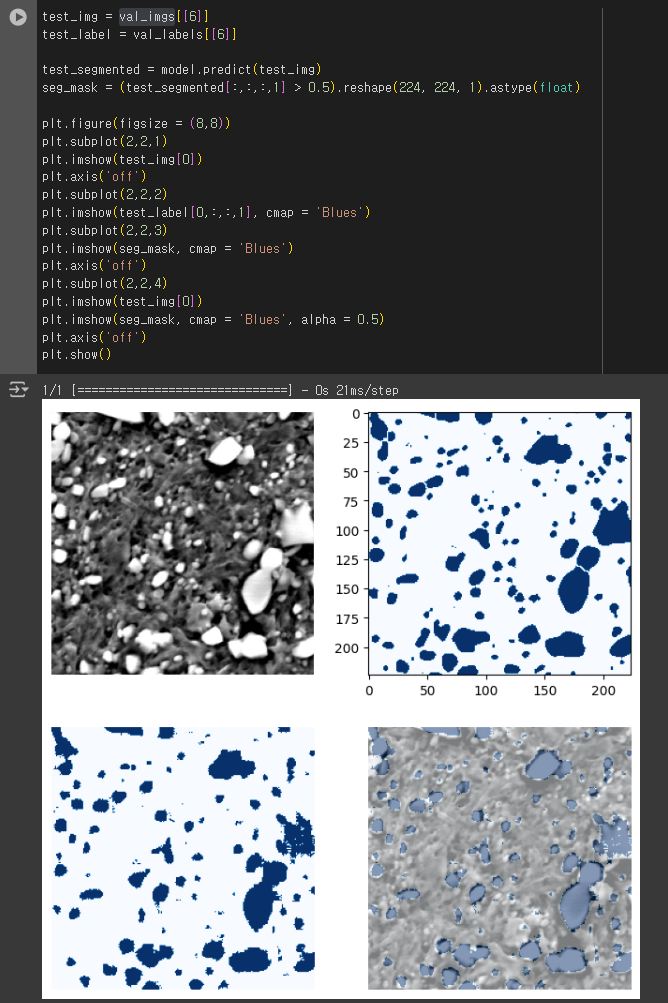 test_img = val_imgs[[6]]
test_label = val_labels[[6]]
test_segmented = model.predict(test_img)
seg_mask = (test_segmented[:,:,:,1] > 0.5).reshape(224, 224, 1).astype(float)
plt.figure(figsize = (8,8))
plt.subplot(2,2,1)
plt.imshow(test_img[0])
plt.axis('off')
plt.subplot(2,2,2)
plt.imshow(test_label[0,:,:,1], cmap = 'Blues')
plt.subplot(2,2,3)
plt.imshow(seg_mask, cmap = 'Blues')
plt.axis('off')
plt.subplot(2,2,4)
plt.imshow(test_img[0])
plt.imshow(seg_mask, cmap = 'Blues', alpha = 0.5)
plt.axis('off')
plt.show()
1/1 [==============================] - 0s 21ms/step
0
25
50
75
100
125
150
175
200
0 50 100 150 200